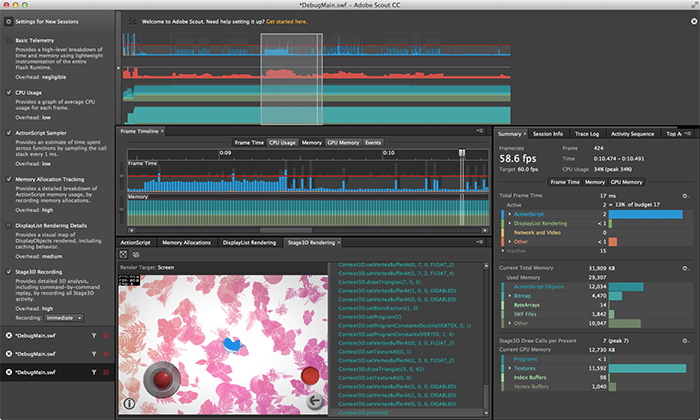 *DebugMain.swf – Adobe Scout CC
Settings for New Sessions
Basic Telemetry
Provides a high-level breakdown of
time and memory using lightweight
instrumentation of the entire
Flash Runtime.
Overhead: negligible
CPU Usage
Provides a graph of average CPU
usage for each frame.
Overhead: low
ActionScript Sampler
Provides an estimate of time spent
across functions by sampling the
call stack every 1 ms.
Overhead: low
Memory Allocation Tracking
Provides a detailed breakdown of
ActionScript memory usage, by
recording memory allocations.
Overhead: high
DisplayList Rendering Details
Provides a visual map of
DisplayObjects rendered, including
caching behavior.
Overhead: medium
Stage3D Recording
Provides detailed 3D analysis,
including command-by-command
replay, by recording all Stage3D
activity.
Overhead: high
Recording: immediate
*DebugMain.swf
*DebugMain.swf
*DebugMain.swf
Sc
Welcome to Adobe Scout. Need help setting it up? Get started here.
Frame Timeline
Frame Time
CPU Usage
Memory
GPU Memory
Events
0:09
0:10
Frame Time
Memory
ActionScript
Memory Allocations
DisplayList Rendering
Stage3D Rendering
Render Target: Screen
Context3D.setVertexBufferAt(0, 7, 0, FLOAT_2)
Context3D.setVertexBufferAt(1, 7, 2, FLOAT_4)
Context3D.drawTriangles(7, 0, 2)
Context3D.setVertexBufferAt(0, 0, 0, DISABLED)
Context3D.setVertexBufferAt(1, 0, 0, DISABLED)
Context3D.setBlendFactors(1, 0)
Context3D.setProgram(2)
Context3D.setProgramConstantsDouble(VERTEX, 0, 1)
Context3D.setProgramConstantsDouble(VERTEX, 1, 4)
Context3D.setTextureAt(0, 1)
Context3D.setVertexBufferAt(2, 3, 6, FLOAT_2)
Context3D.setVertexBufferAt(0, 3, 0, FLOAT_2)
Context3D.drawTriangles(3, 0, 42)
Context3D.setTextureAt(0, 0)
Context3D.setVertexBufferAt(2, 0, 0, DISABLED)
Context3D.setVertexBufferAt(0, 0, 0, DISABLED)
Context3D.present()
Summary
Session Info
Trace Log
Activity Sequence
Top A
Framerate
58.6 fps
Target 60.0 fps
Frame 424
Time 0:10.474 – 0:10.491
CPU Usage 34% (peak 34%)
Frame Time
Memory
GPU Memory
Total Frame Time 17 ms
Active 2 = 13% of budget 17
ActionScript 2
DisplayList Rendering < 1
Network and Video 0
Other < 1
Inactive 15
Current Total Memory 31,909 KB
Used Memory 29,307
ActionScript Objects 12,034
Bitmap 4,470
ByteArrays 14
SWF Files 1,842
Other 10,947
Stage3D Draw Calls per Present 7 (peak 7)
Current GPU Memory 12,730 KB
Programs < 1
Textures 11,592
Index Buffers 98
Vertex Buffers 1,040